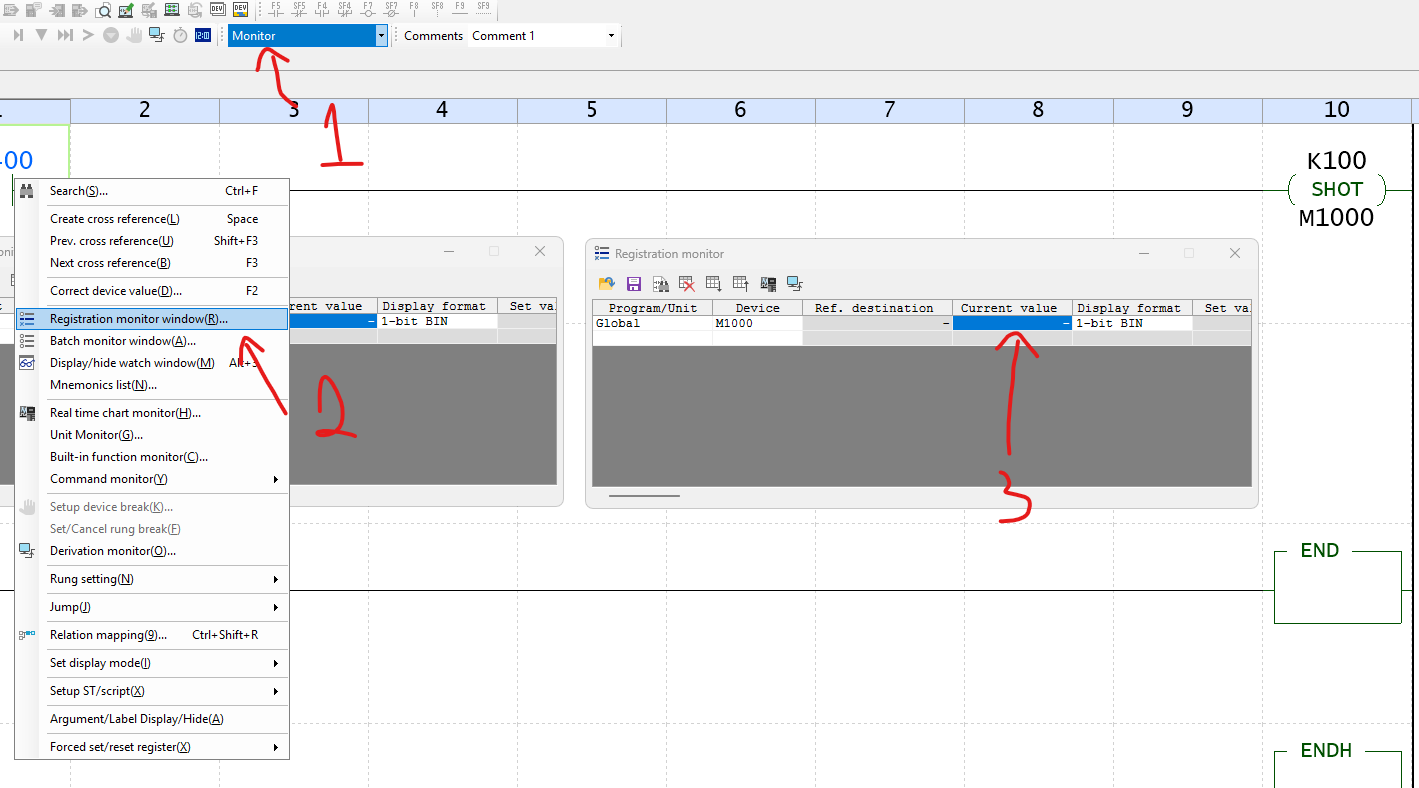 F5 SF5 F4 SF4 F7 SF7 F8 SF8 F9 SF9
DEV DEV
Monitor Comments Comment 1
1
2 3 4 5 6 7 8 9 10
-00
K100
SHOT
M1000
Search(S)... Ctrl+F
Create cross reference(L) Space
Prev. cross reference(U) Shift+F3
Next cross reference(B) F3
Correct device value(D)... F2
Registration monitor window(R)...
Batch monitor window(A)...
Display/hide watch window(M) Alt+3
Mnemonics list(N)...
Real time chart monitor(H)...
Unit Monitor(G)...
Built-in function monitor(C)...
Command monitor(Y)
Setup device break(K)...
Set/Cancel rung break(F)
Derivation monitor(O)...
Rung setting(N)
Jump(J)
Relation mapping(9)... Ctrl+Shift+R
Set display mode(I)
Setup ST/script(X)
Argument/Label Display/Hide(A)
Forced set/reset register(X)
rent value Display format Set va
- 1-bit BIN
2
Registration monitor
Program/Unit Device Ref. destination Current value Display format Set va
Global M1000 - - 1-bit BIN
3
END
ENDH